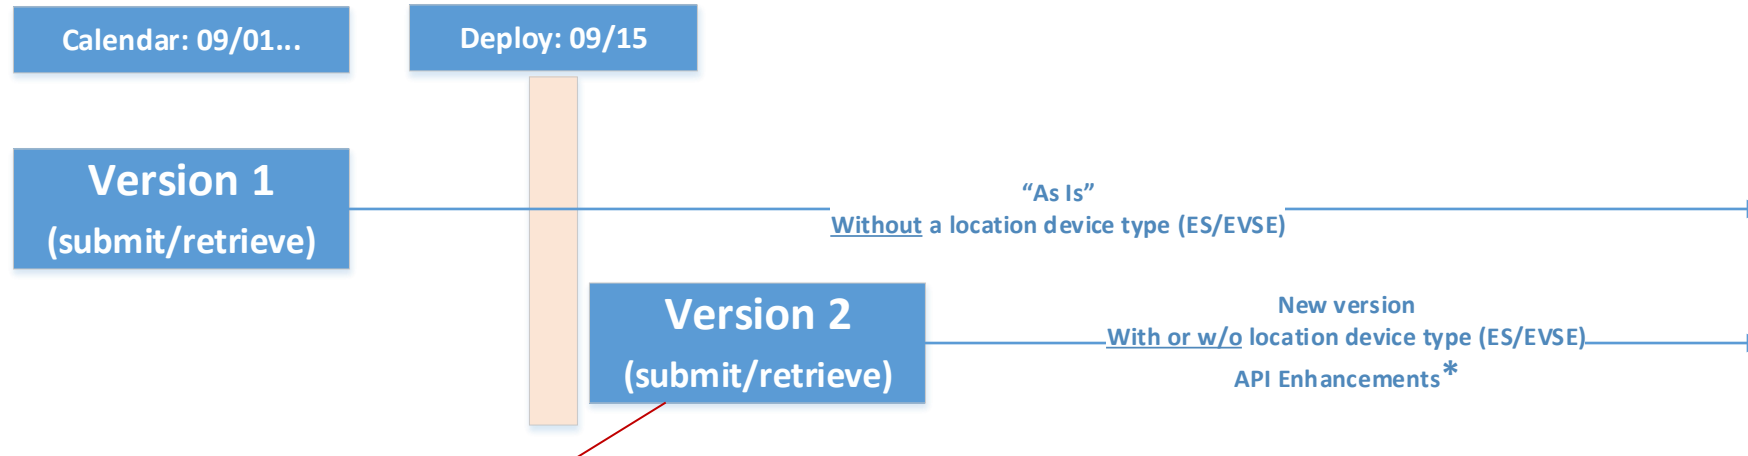 Calendar: 09/01...
Deploy: 09/15
Version 1
(submit/retrieve)
“As Is”
Without a location device type (ES/EVSE)
Version 2
(submit/retrieve)
New version
With or w/o location device type (ES/EVSE)
API Enhancements*